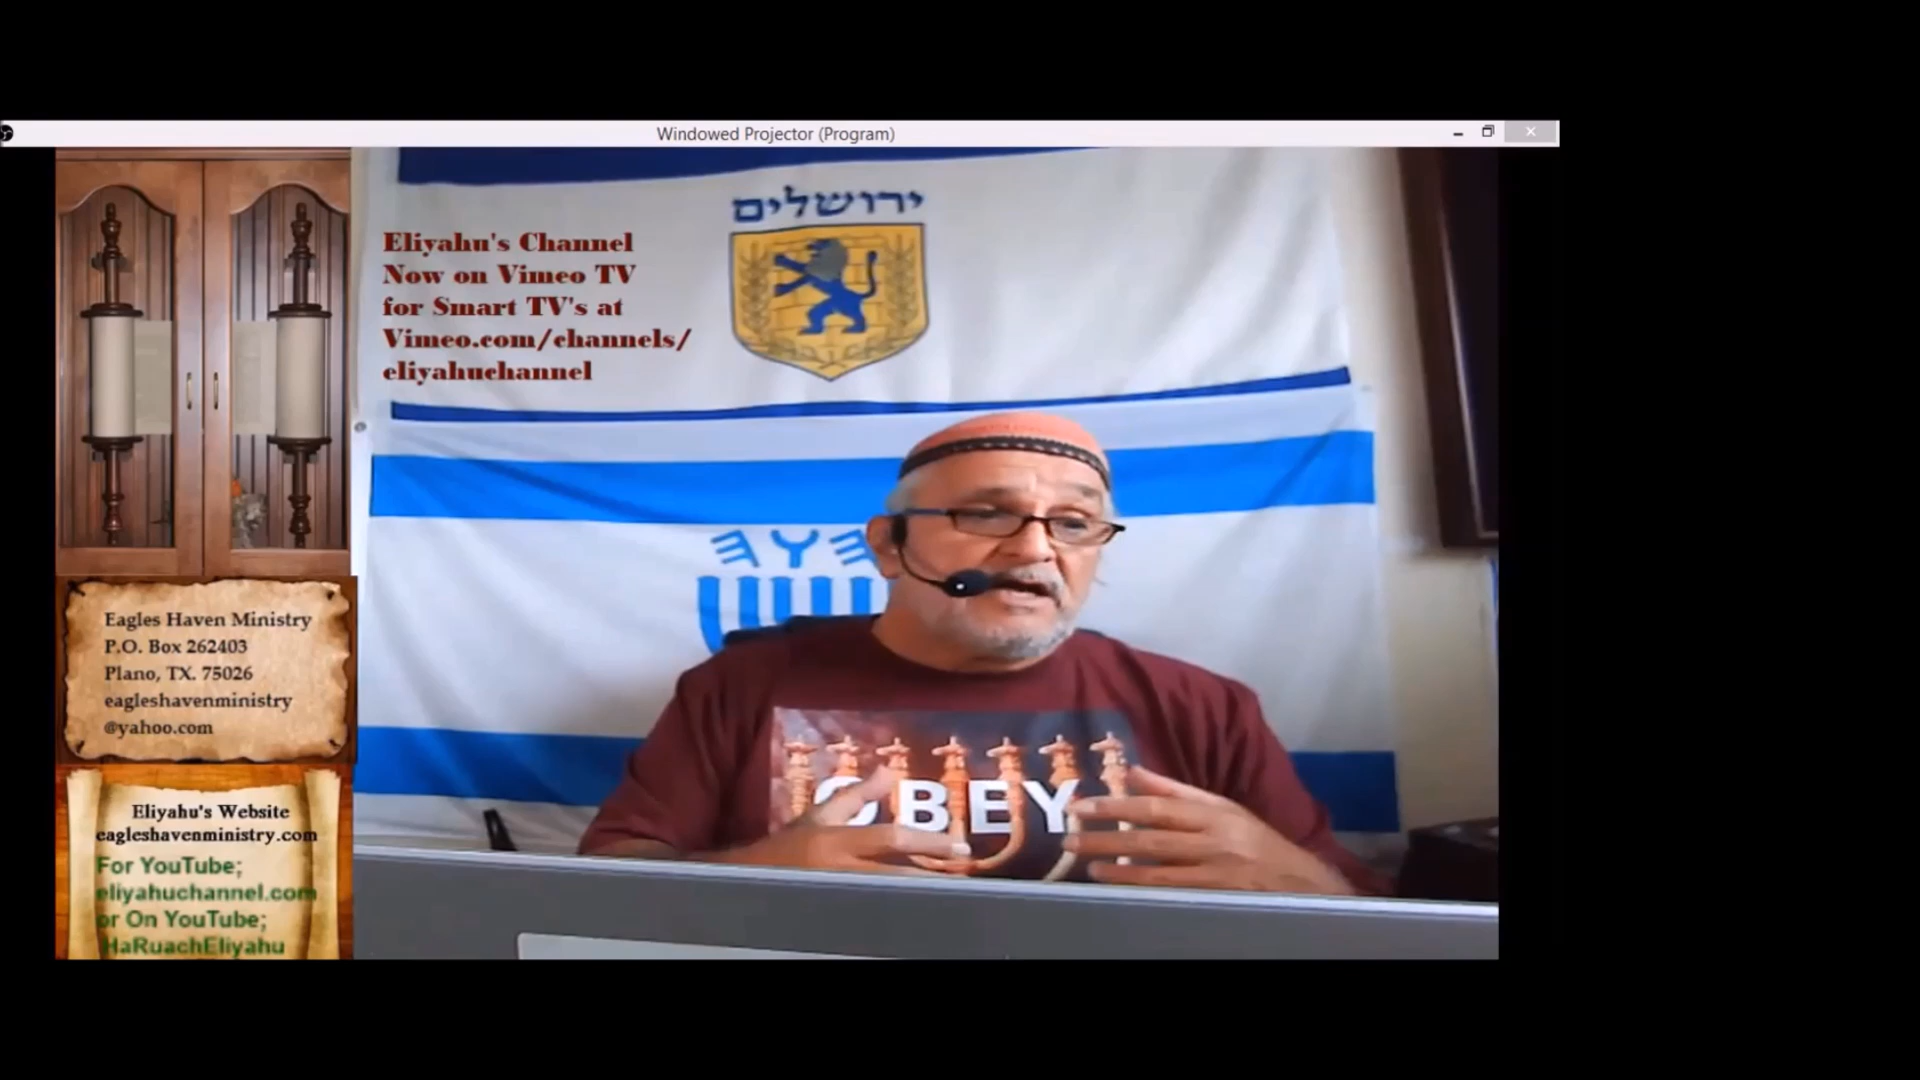 Windowed Projector (Program)
ירושלים
Eliyahu's Channel
Now on Vimeo TV
for Smart TV's at
Vimeo.com/channels/
eliyahuchannel
𐤄𐤅𐤄
OBEY
Eagles Haven Ministry
P.O. Box 262403
Plano, TX. 75026
eagleshavenministry
@yahoo.com
Eliyahu's Website
eagleshavenministry.com
For YouTube;
eliyahuchannel.com
or On YouTube;
HaRuachEliyahu